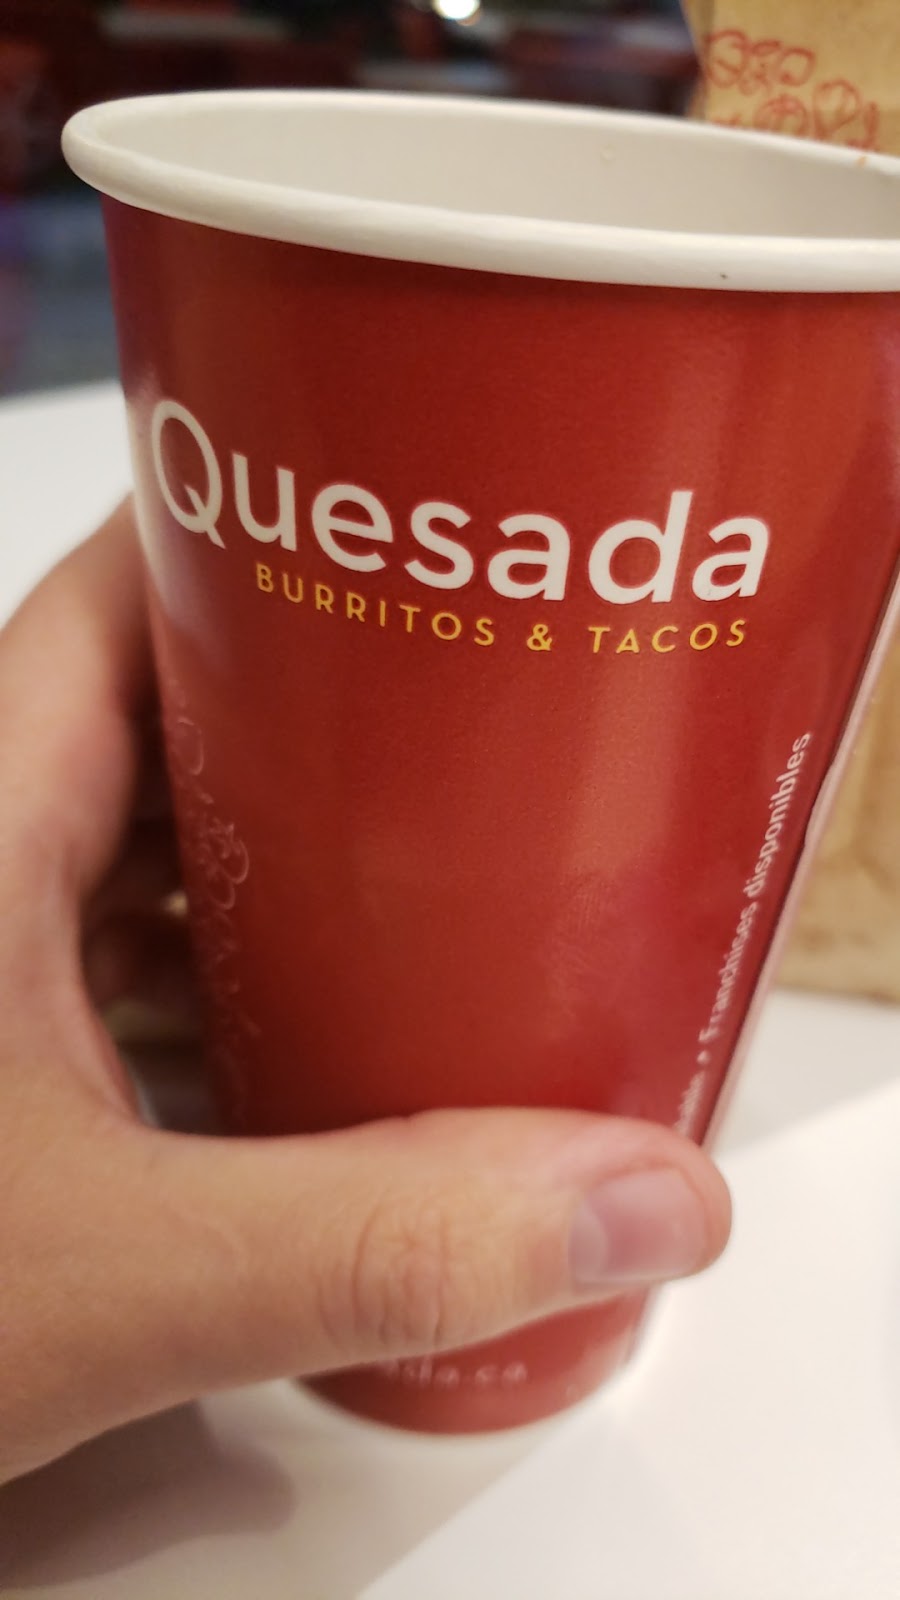 Quesada
BURRITOS & TACOS
• Franchises disponibles